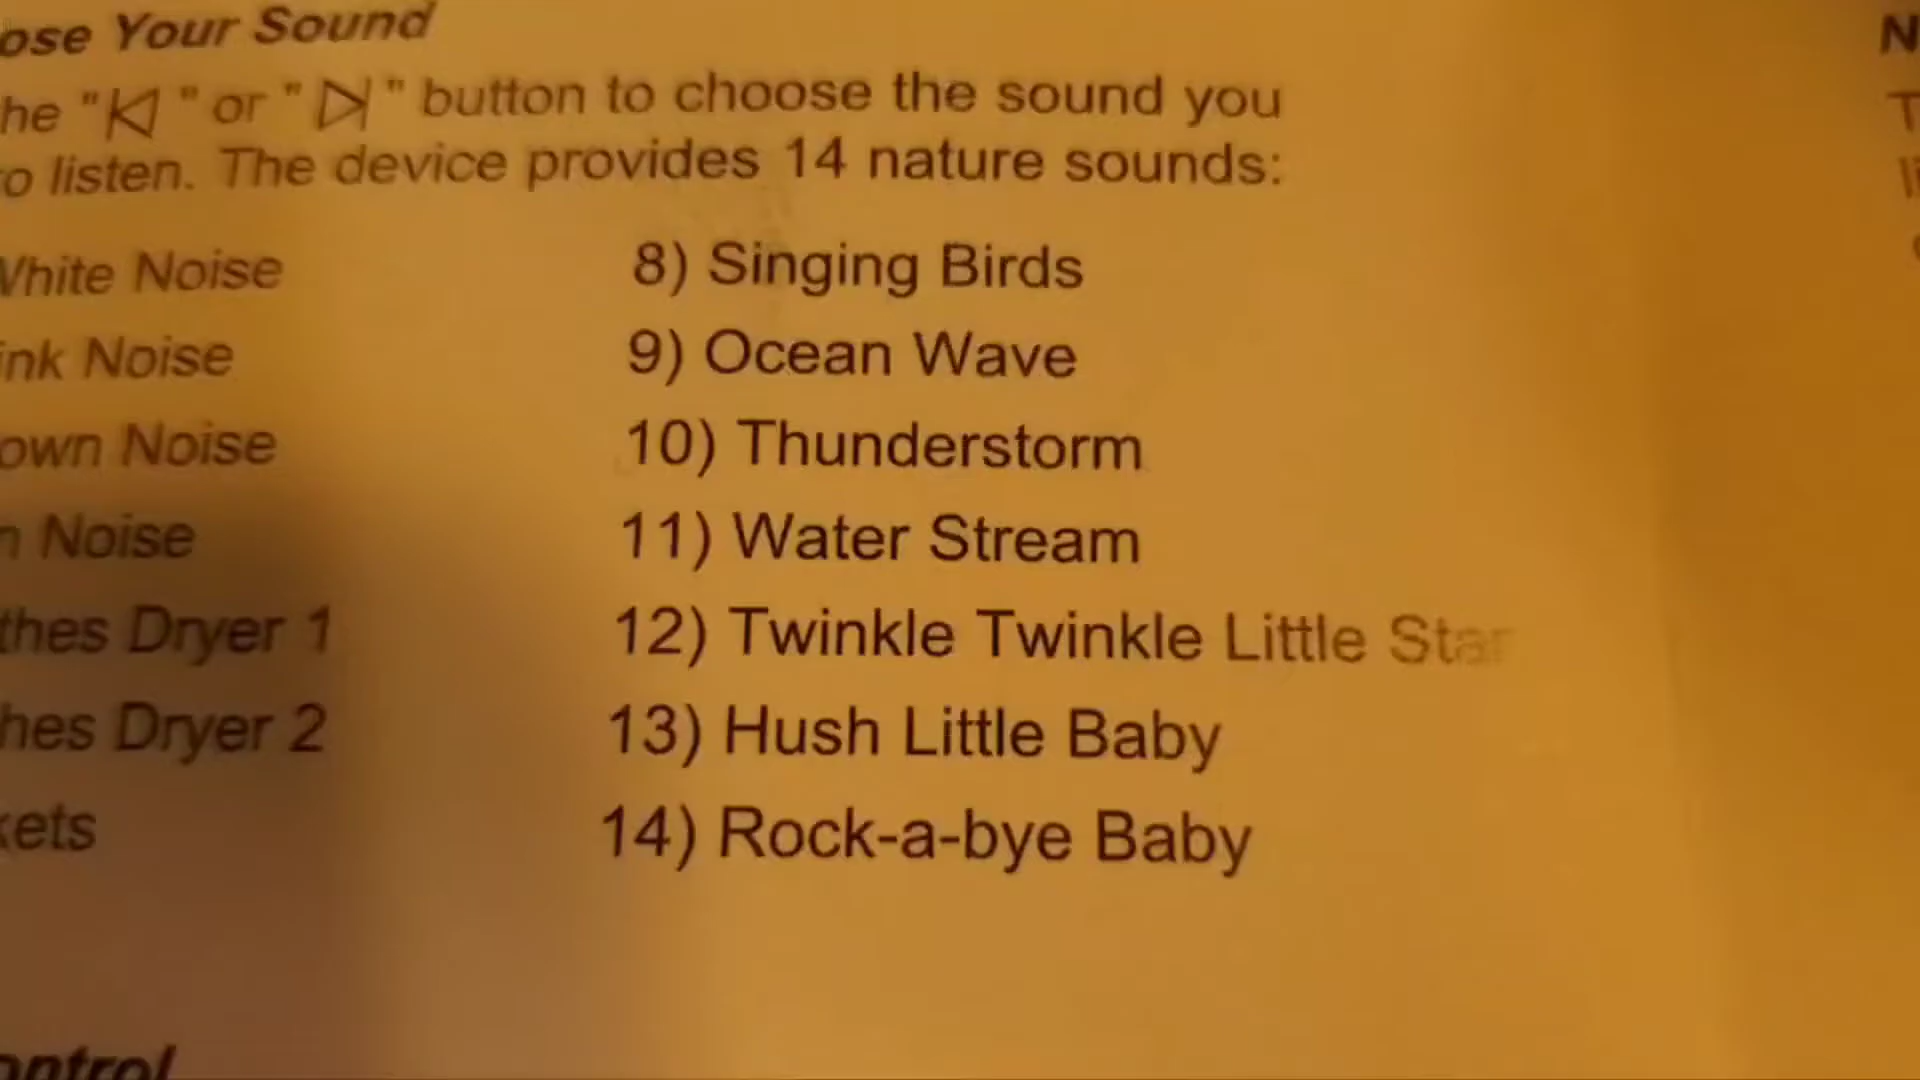 ose Your Sound
he "|◁" or "▷|" button to choose the sound you
to listen. The device provides 14 nature sounds:
White Noise
ink Noise
own Noise
n Noise
thes Dryer 1
hes Dryer 2
kets
8) Singing Birds
9) Ocean Wave
10) Thunderstorm
11) Water Stream
12) Twinkle Twinkle Little Star
13) Hush Little Baby
14) Rock-a-bye Baby
ontrol